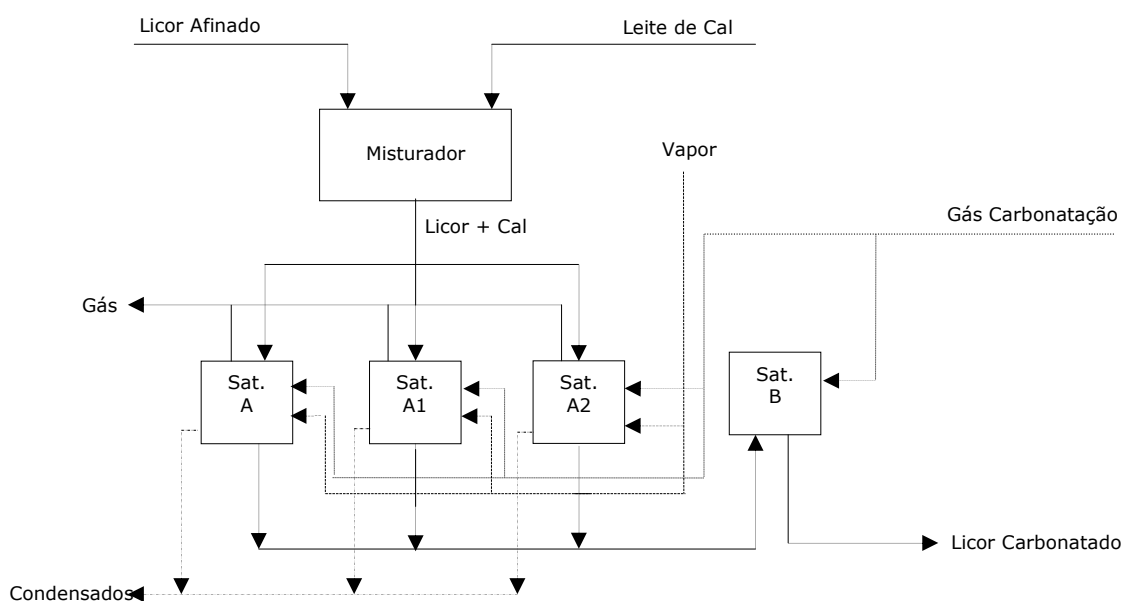 Licor Afinado
Leite de Cal
Misturador
Vapor
Licor + Cal
Gás Carbonatação
Gás
Sat.
A
Sat.
A1
Sat.
A2
Sat.
B
Licor Carbonatado
Condensados